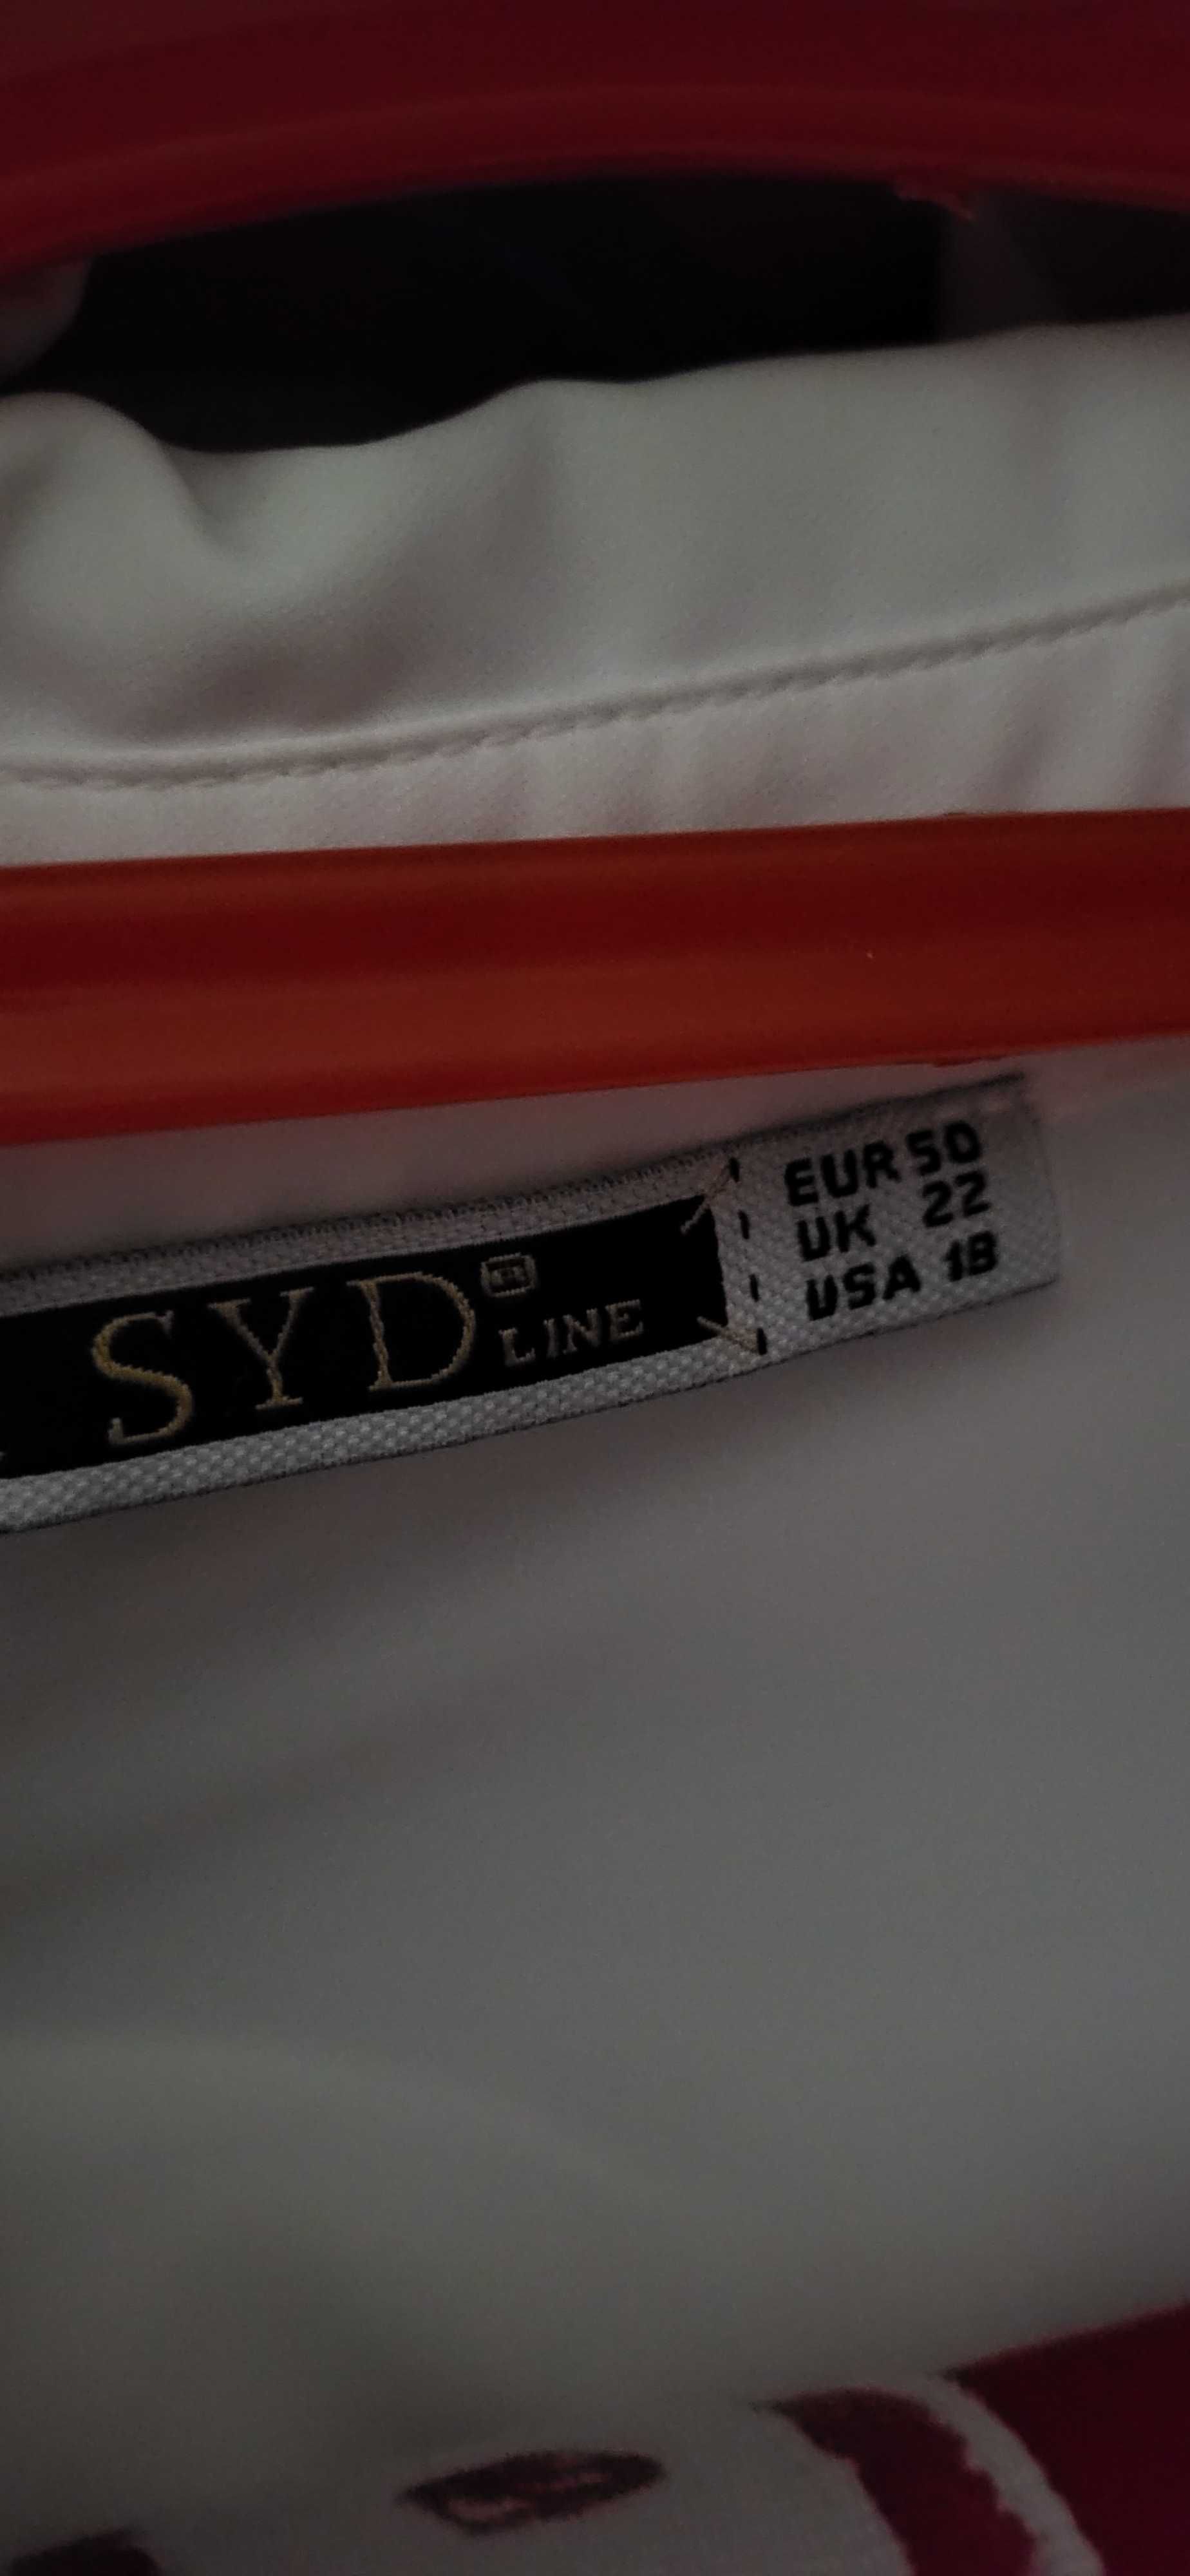 SYD LINE
EUR 50
UK 22
USA 18